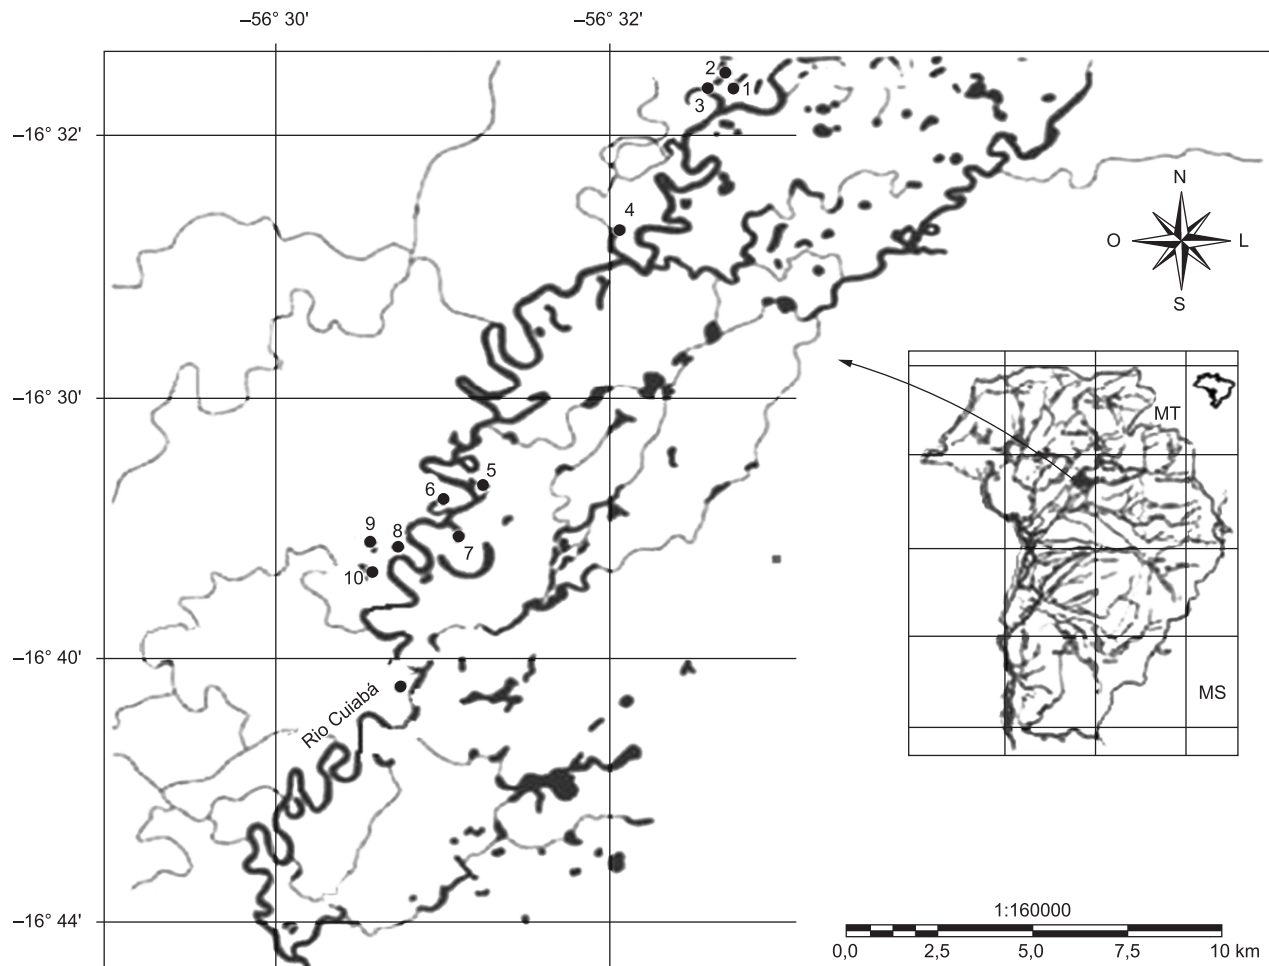 –56° 30'
–56° 32'
2
1
3
–16° 32'
N
4
O
L
S
MT
–16° 30'
5
6
9
8
7
10
–16° 40'
Rio Cuiabá
MS
1:160000
–16° 44'
0,0
2,5
5,0
7,5
10 km